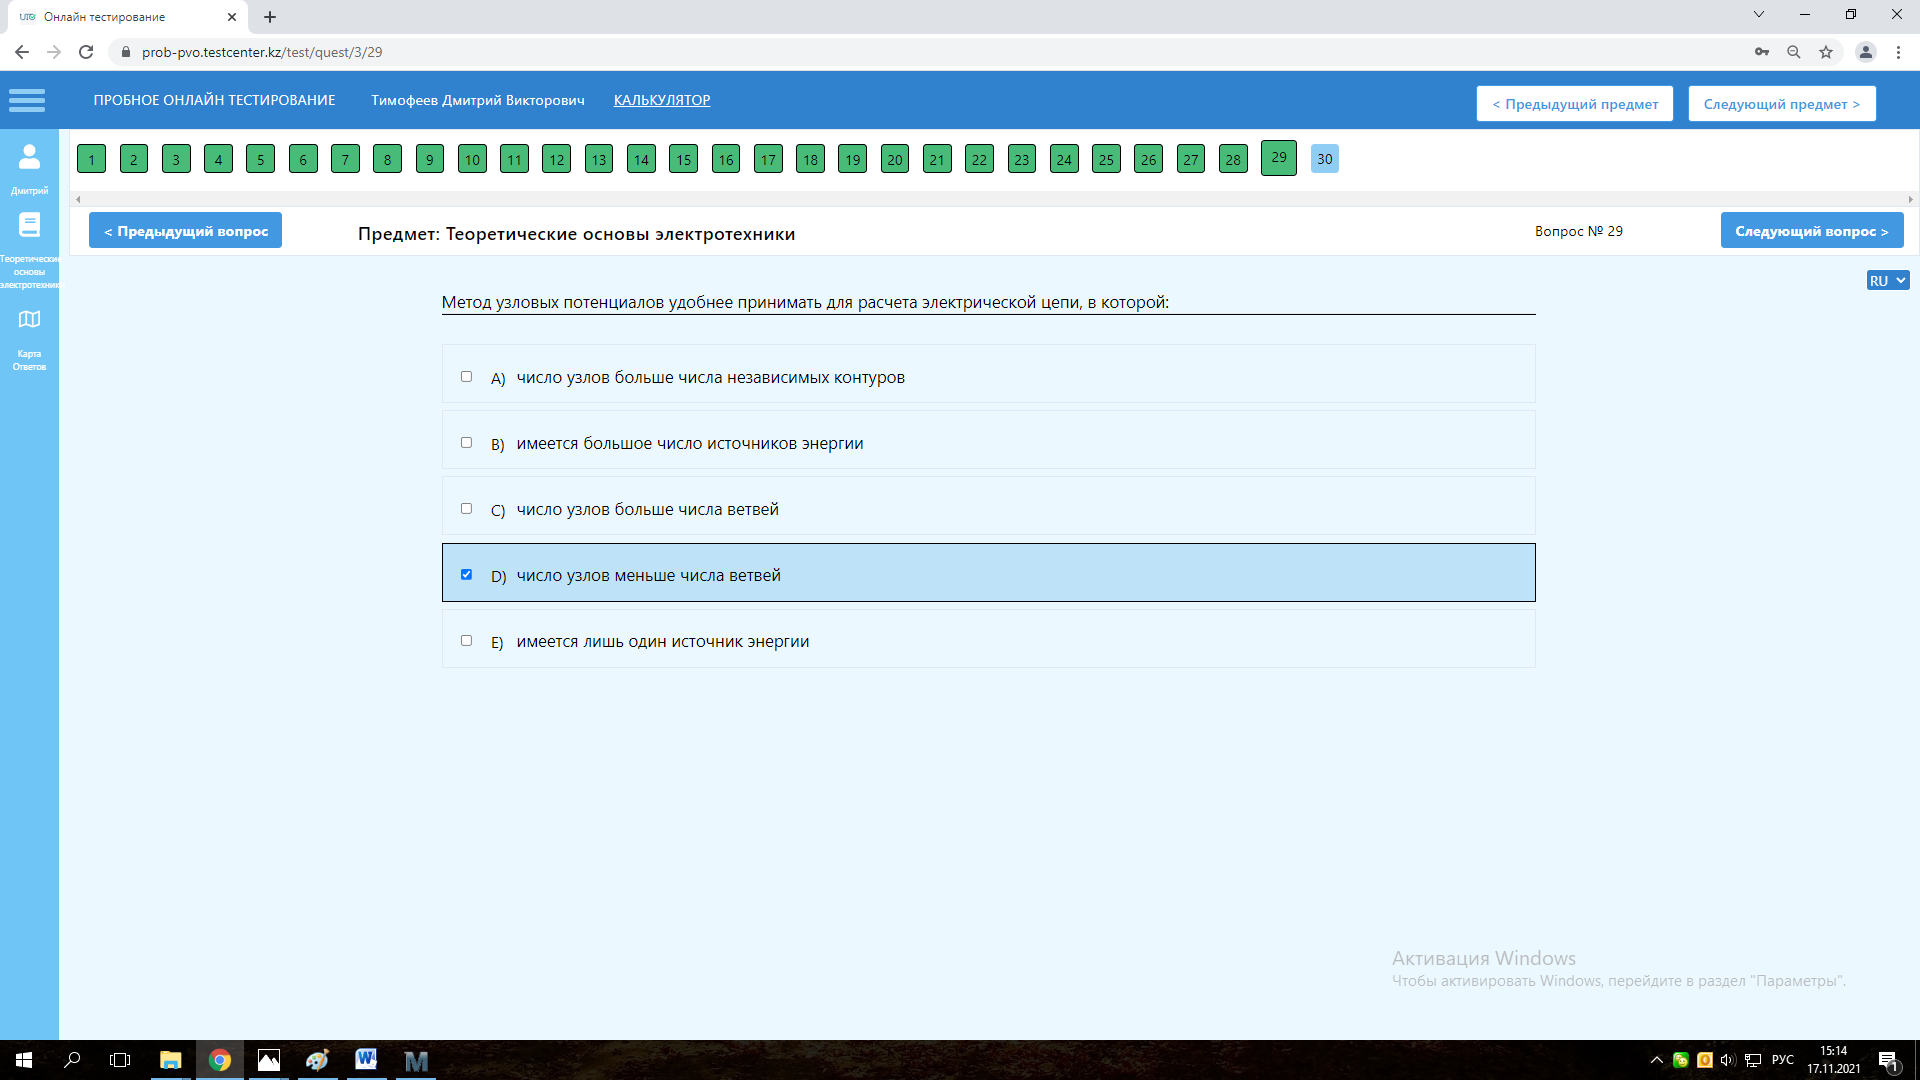 Онлайн тестирование
prob-pvo.testcenter.kz/test/quest/3/29
ПРОБНОЕ ОНЛАЙН ТЕСТИРОВАНИЕ Тимофеев Дмитрий Викторович КАЛЬКУЛЯТОР < Предыдущий предмет Следующий предмет >
1 2 3 4 5 6 7 8 9 10 11 12 13 14 15 16 17 18 19 20 21 22 23 24 25 26 27 28 29 30
Дмитрий
Теоретические
основы
электротехники
Карта
Ответов
< Предыдущий вопрос Предмет: Теоретические основы электротехники Вопрос № 29 Следующий вопрос >
RU
Метод узловых потенциалов удобнее принимать для расчета электрической цепи, в которой:
A) число узлов больше числа независимых контуров
B) имеется большое число источников энергии
C) число узлов больше числа ветвей
D) число узлов меньше числа ветвей
E) имеется лишь один источник энергии
Активация Windows
Чтобы активировать Windows, перейдите в раздел "Параметры".
РУС
15:14
17.11.2021
1